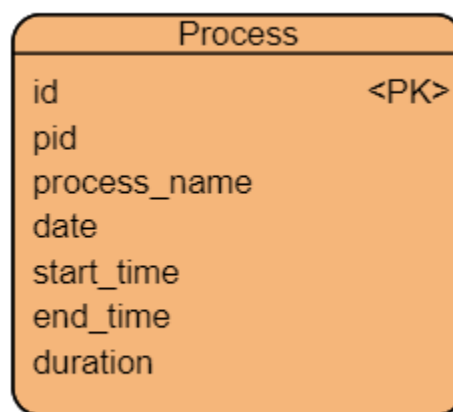 Process
id <PK>
pid
process_name
date
start_time
end_time
duration